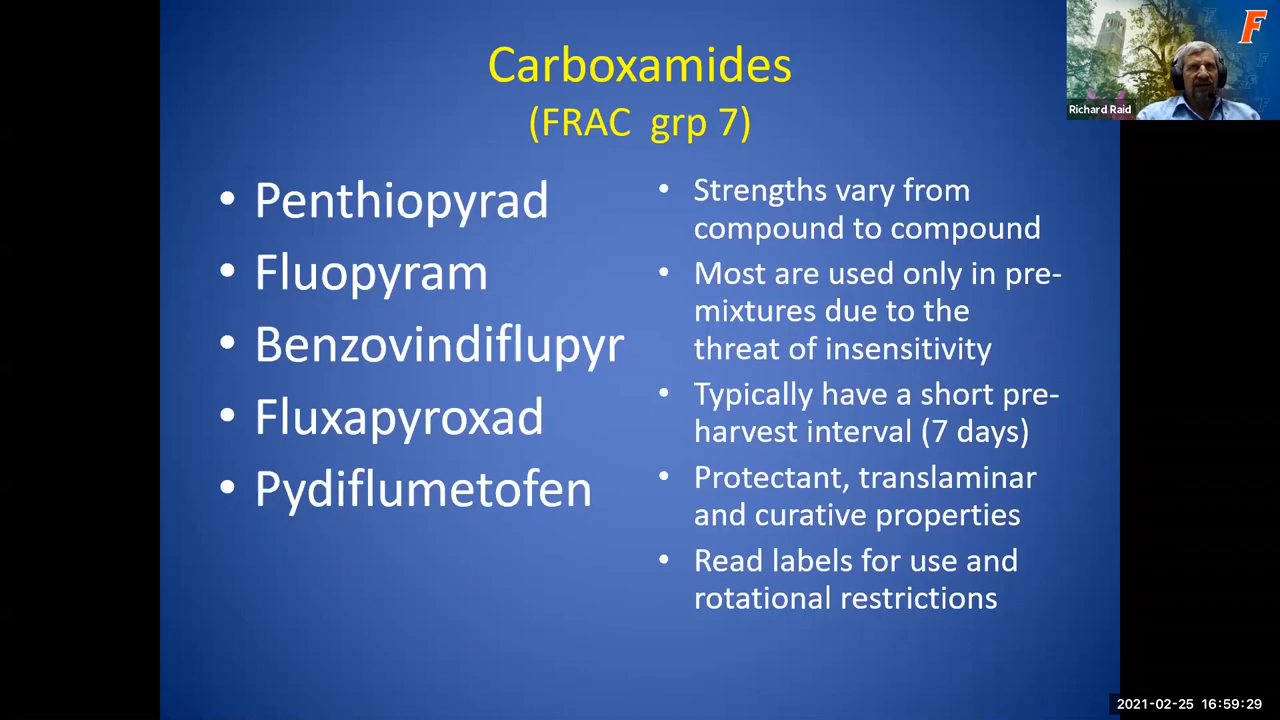 Carboxamides
(FRAC grp 7)
• Penthiopyrad
• Fluopyram
• Benzovindiflupyr
• Fluxapyroxad
• Pydiflumetofen
• Strengths vary from
compound to compound
• Most are used only in pre-
mixtures due to the
threat of insensitivity
• Typically have a short pre-
harvest interval (7 days)
• Protectant, translaminar
and curative properties
• Read labels for use and
rotational restrictions
F
Richard Raid
2021-02-25 16:59:29